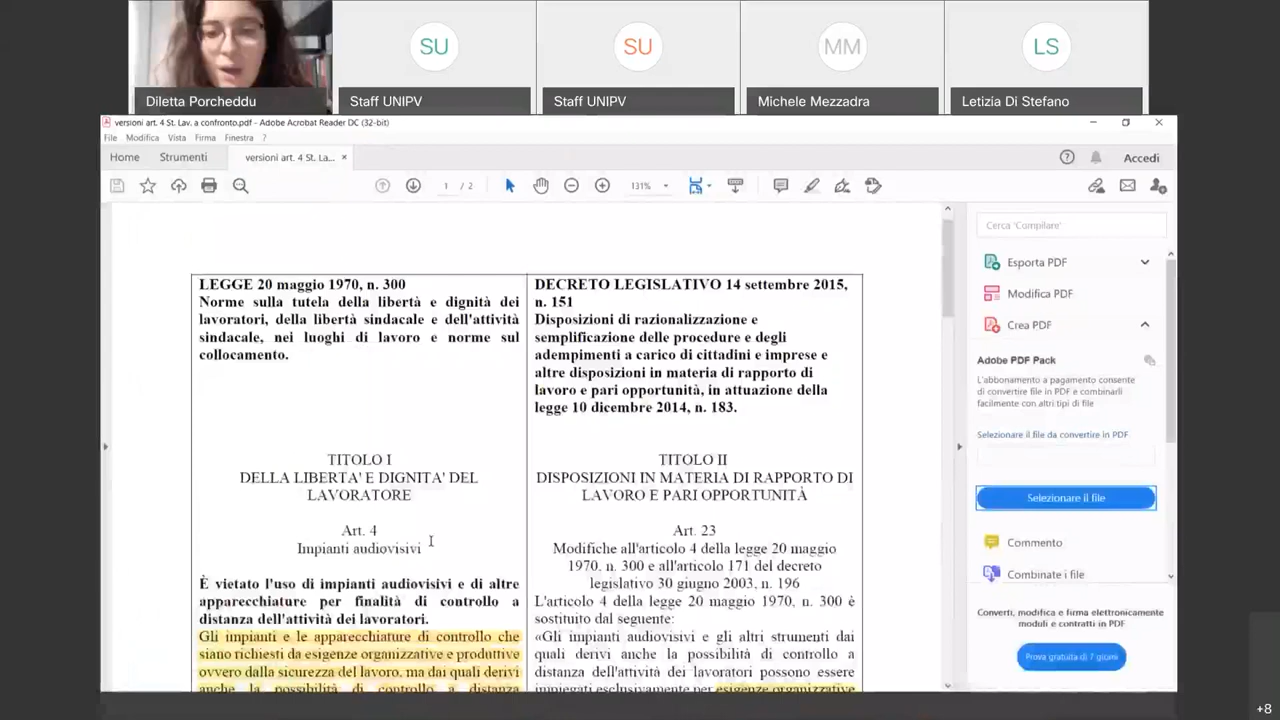 SU
SU
MM
LS
Diletta Porcheddu
Staff UNIPV
Staff UNIPV
Michele Mezzadra
Letizia Di Stefano
versioni art. 4 St. Lav. a confronto.pdf - Adobe Acrobat Reader DC (32-bit)
File Modifica Vista Firma Finestra ?
Home
Strumenti
versioni art. 4 St. La... ×
Accedi
1 / 2
131%
LEGGE 20 maggio 1970, n. 300
Norme sulla tutela della libertà e dignità dei
lavoratori, della libertà sindacale e dell'attività
sindacale, nei luoghi di lavoro e norme sul
collocamento.
TITOLO I
DELLA LIBERTA' E DIGNITA' DEL
LAVORATORE
Art. 4
Impianti audiovisivi
È vietato l'uso di impianti audiovisivi e di altre
apparecchiature per finalità di controllo a
distanza dell'attività dei lavoratori.
Gli impianti e le apparecchiature di controllo che
siano richiesti da esigenze organizzative e produttive
ovvero dalla sicurezza del lavoro, ma dai quali derivi
anche la possibilità di controllo a distanza
DECRETO LEGISLATIVO 14 settembre 2015,
n. 151
Disposizioni di razionalizzazione e
semplificazione delle procedure e degli
adempimenti a carico di cittadini e imprese e
altre disposizioni in materia di rapporto di
lavoro e pari opportunità, in attuazione della
legge 10 dicembre 2014, n. 183.
TITOLO II
DISPOSIZIONI IN MATERIA DI RAPPORTO DI
LAVORO E PARI OPPORTUNITÀ
Art. 23
Modifiche all'articolo 4 della legge 20 maggio
1970, n. 300 e all'articolo 171 del decreto
legislativo 30 giugno 2003, n. 196
L'articolo 4 della legge 20 maggio 1970, n. 300 è
sostituito dal seguente:
«Gli impianti audiovisivi e gli altri strumenti dai
quali derivi anche la possibilità di controllo a
distanza dell'attività dei lavoratori possono essere
impiegati esclusivamente per esigenze organizzative
Cerca 'Compilare'
Esporta PDF
Modifica PDF
Crea PDF
Adobe PDF Pack
L'abbonamento a pagamento consente
di convertire file in PDF e combinarli
facilmente con altri tipi di file
Selezionare il file da convertire in PDF
Selezionare il file
Commento
Combinate i file
Converti, modifica e firma elettronicamente
moduli e contratti in PDF
Prova gratuita di 7 giorni
+8